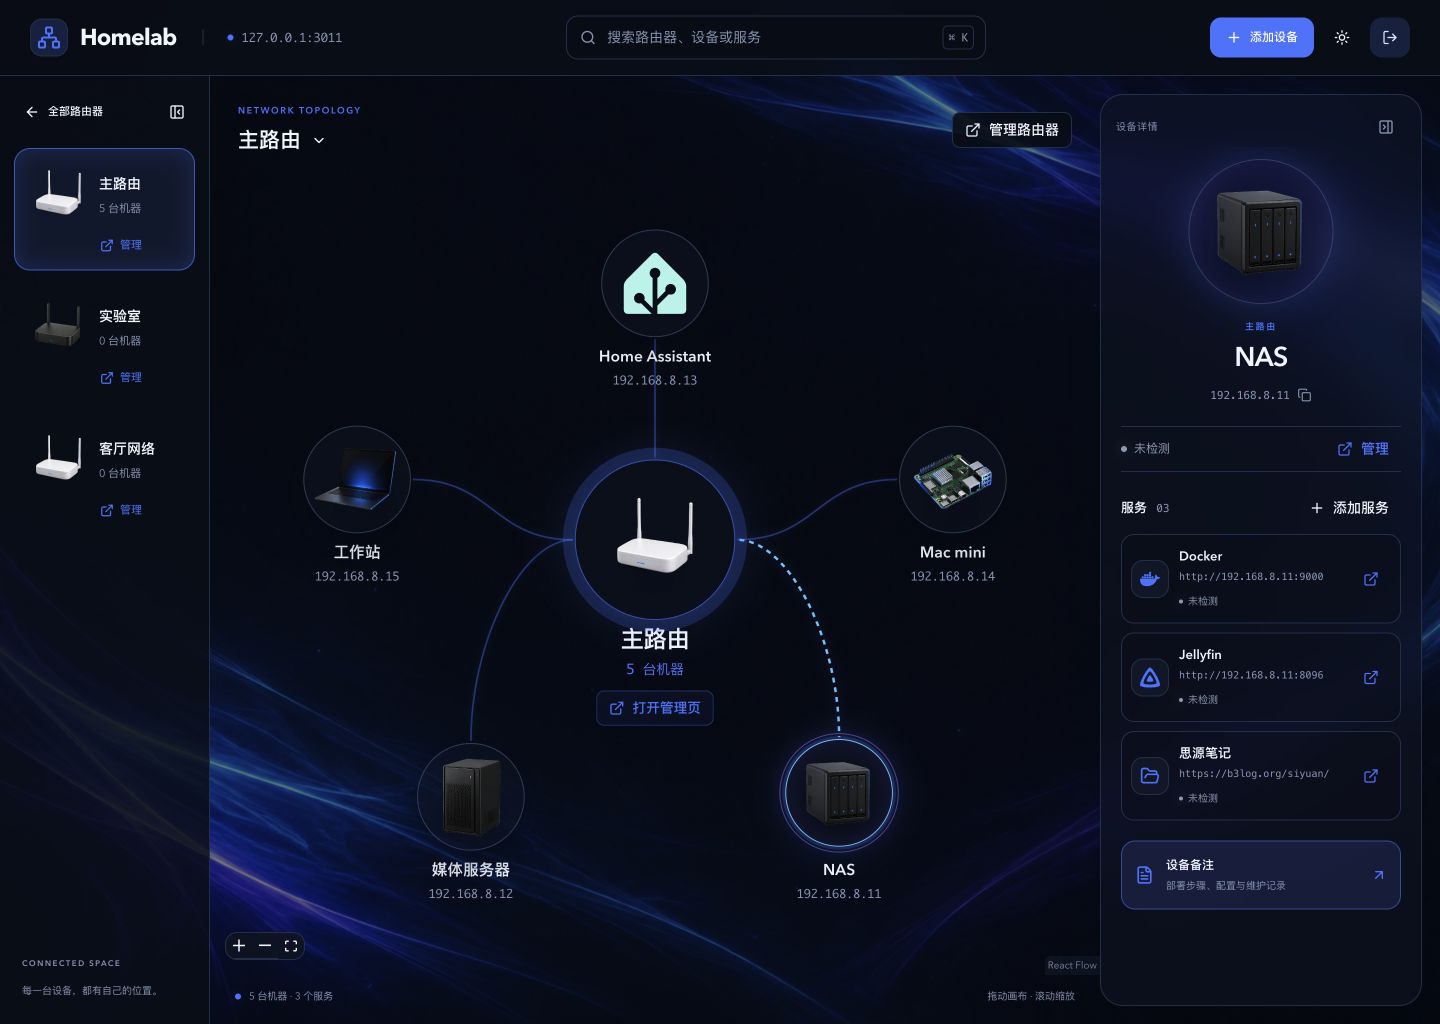 Homelab
127.0.0.1:3011
搜索路由器、设备或服务
⌘ K
添加设备
全部路由器
主路由
5 台机器
管理
实验室
0 台机器
管理
客厅网络
0 台机器
管理
CONNECTED SPACE
每一台设备，都有自己的位置。
NETWORK TOPOLOGY
主路由
管理路由器
Home Assistant
192.168.8.13
工作站
192.168.8.15
Mac mini
192.168.8.14
主路由
5 台机器
打开管理页
媒体服务器
192.168.8.12
NAS
192.168.8.11
React Flow
5 台机器 · 3 个服务
拖动画布 · 滚动缩放
设备详情
主路由
NAS
192.168.8.11
未检测
管理
服务 03
添加服务
Docker
http://192.168.8.11:9000
未检测
Jellyfin
http://192.168.8.11:8096
未检测
思源笔记
https://b3log.org/siyuan/
未检测
设备备注
部署步骤、配置与维护记录